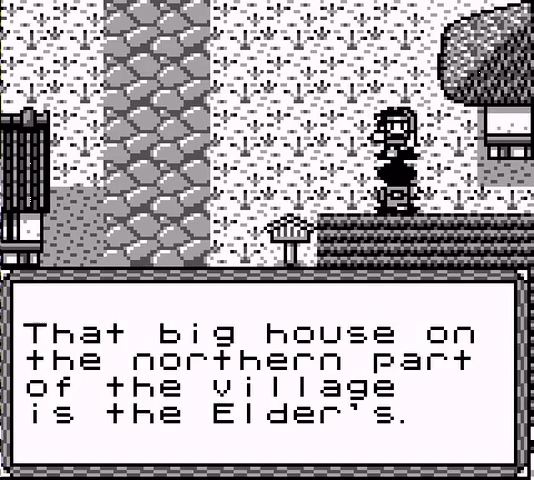 That big house on
the northern part
of the village
is the Elder's.